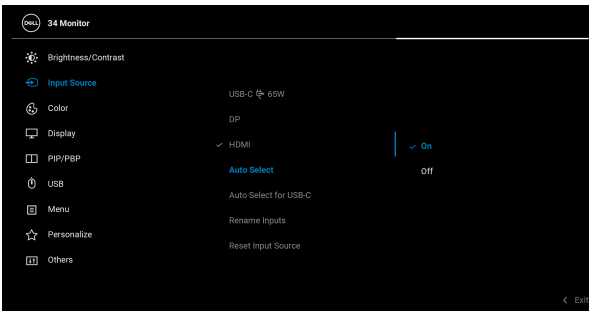 DELL 34 Monitor
Brightness/Contrast
Input Source
Color
Display
PIP/PBP
USB
Menu
Personalize
Others
USB-C 65W
DP
HDMI
Auto Select
Auto Select for USB-C
Rename Inputs
Reset Input Source
On
Off
Exit